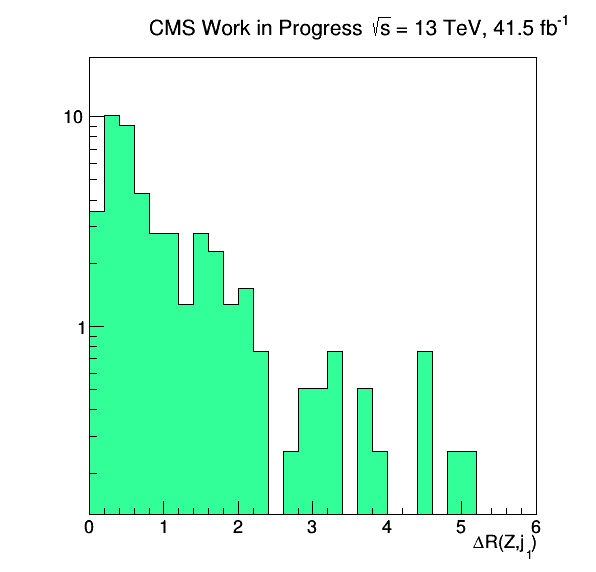 CMS Work in Progress √s = 13 TeV, 41.5 fb⁻¹
10
1
0 1 2 3 4 5 6
ΔR(Z,j₁)